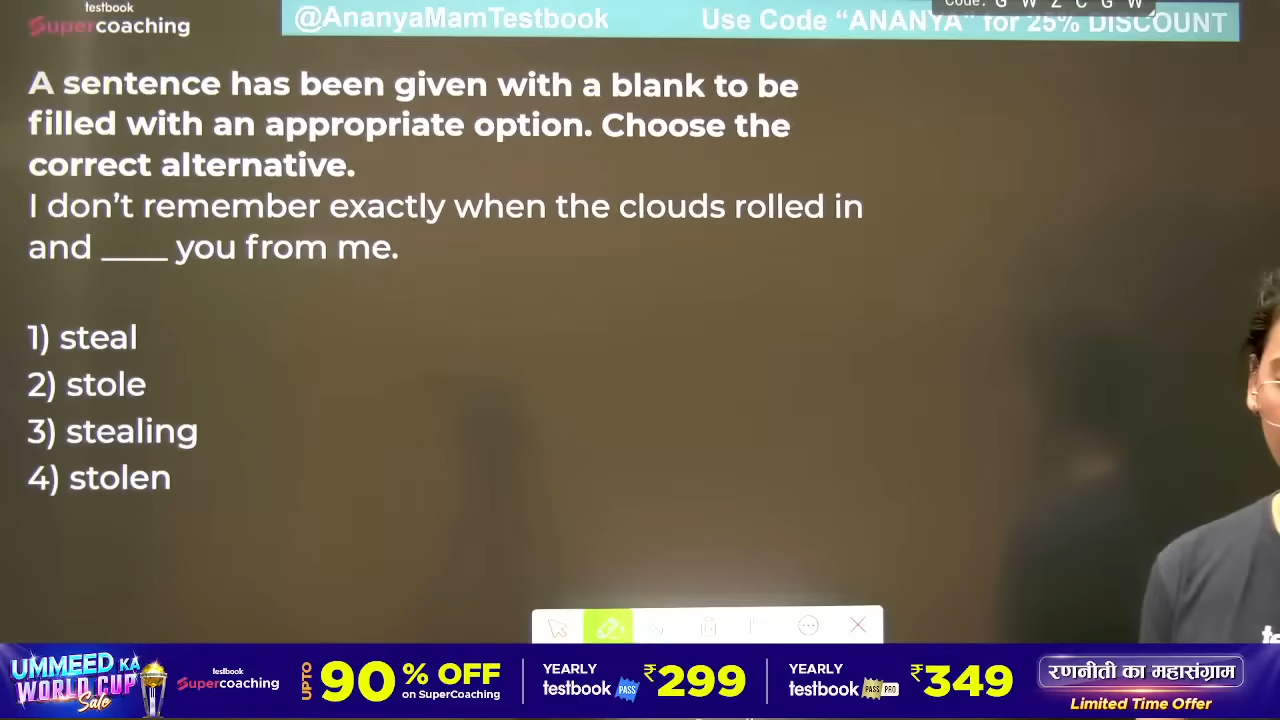 testbook
Supercoaching
@AnanyaMamTestbook
Use Code “ANANYA” for 25% DISCOUNT
Code: G W Z C G W
A sentence has been given with a blank to be
filled with an appropriate option. Choose the
correct alternative.
I don’t remember exactly when the clouds rolled in
and ____ you from me.
1) steal
2) stole
3) stealing
4) stolen
UMMEED KA
WORLD CUP
Sale
testbook
Supercoaching
UPTO
90 % OFF
on SuperCoaching
YEARLY
testbook PASS
₹299
YEARLY
testbook PASS PRO
₹349
रणनीती का महासंग्राम
Limited Time Offer